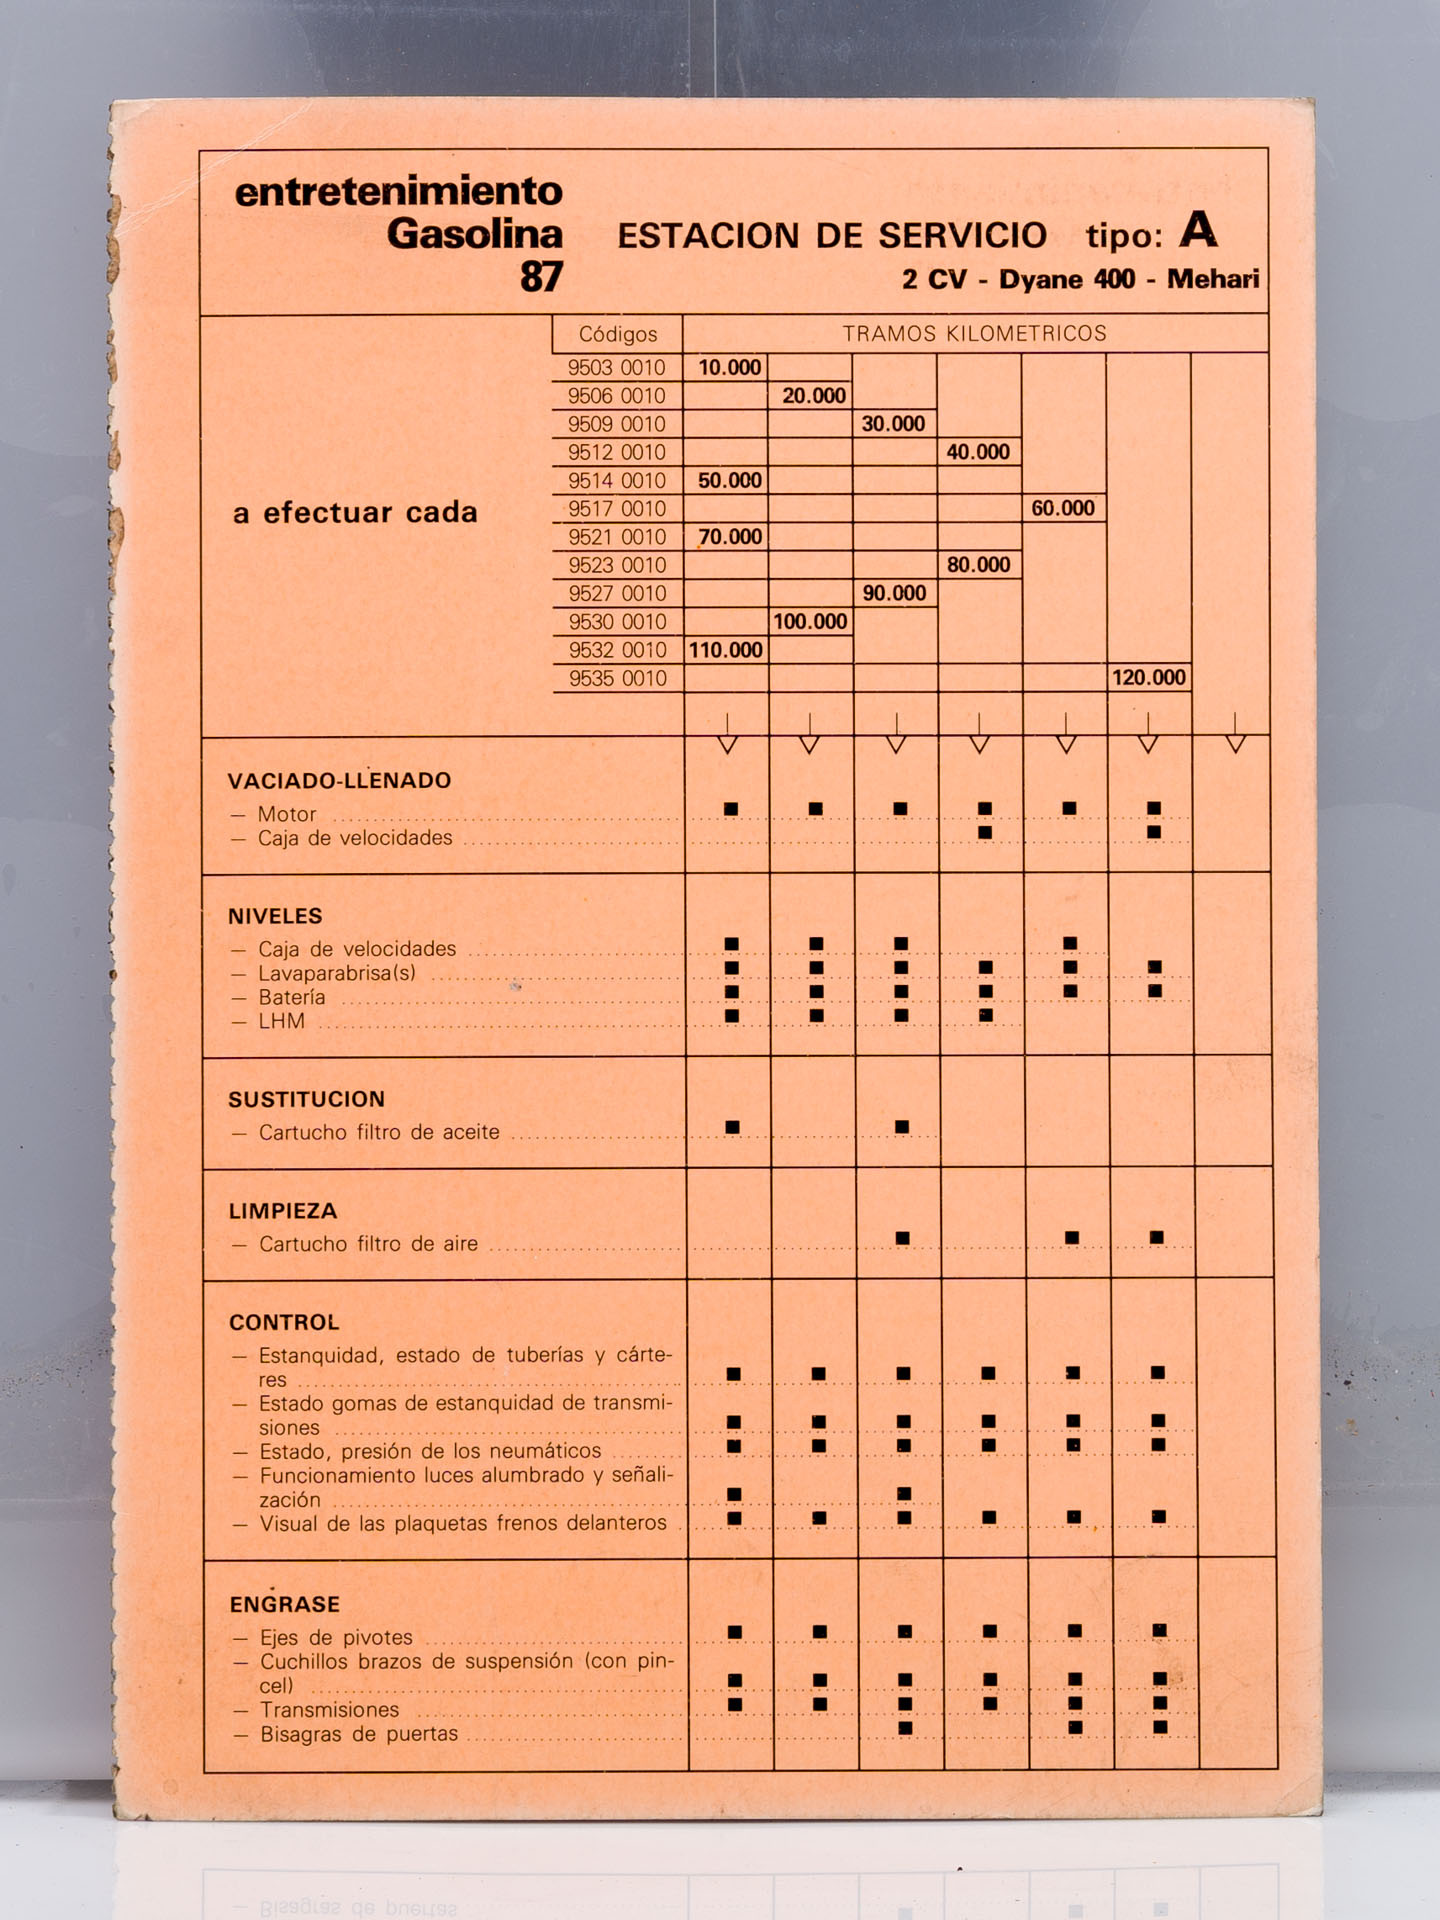 entretenimiento
Gasolina
87
ESTACION DE SERVICIO tipo: A
2 CV - Dyane 400 - Mehari
Códigos TRAMOS KILOMETRICOS
a efectuar cada
9503 0010 10.000
9506 0010 20.000
9509 0010 30.000
9512 0010 40.000
9514 0010 50.000
9517 0010 60.000
9521 0010 70.000
9523 0010 80.000
9527 0010 90.000
9530 0010 100.000
9532 0010 110.000
9535 0010 120.000
VACIADO-LLENADO
— Motor
— Caja de velocidades
NIVELES
— Caja de velocidades
— Lavaparabrisa(s)
— Batería
— LHM
SUSTITUCION
— Cartucho filtro de aceite
LIMPIEZA
— Cartucho filtro de aire
CONTROL
— Estanquidad, estado de tuberías y cárte-
res
— Estado gomas de estanquidad de transmi-
siones
— Estado, presión de los neumáticos
— Funcionamiento luces alumbrado y señali-
zación
— Visual de las plaquetas frenos delanteros
ENGRASE
— Ejes de pivotes
— Cuchillos brazos de suspensión (con pin-
cel)
— Transmisiones
— Bisagras de puertas